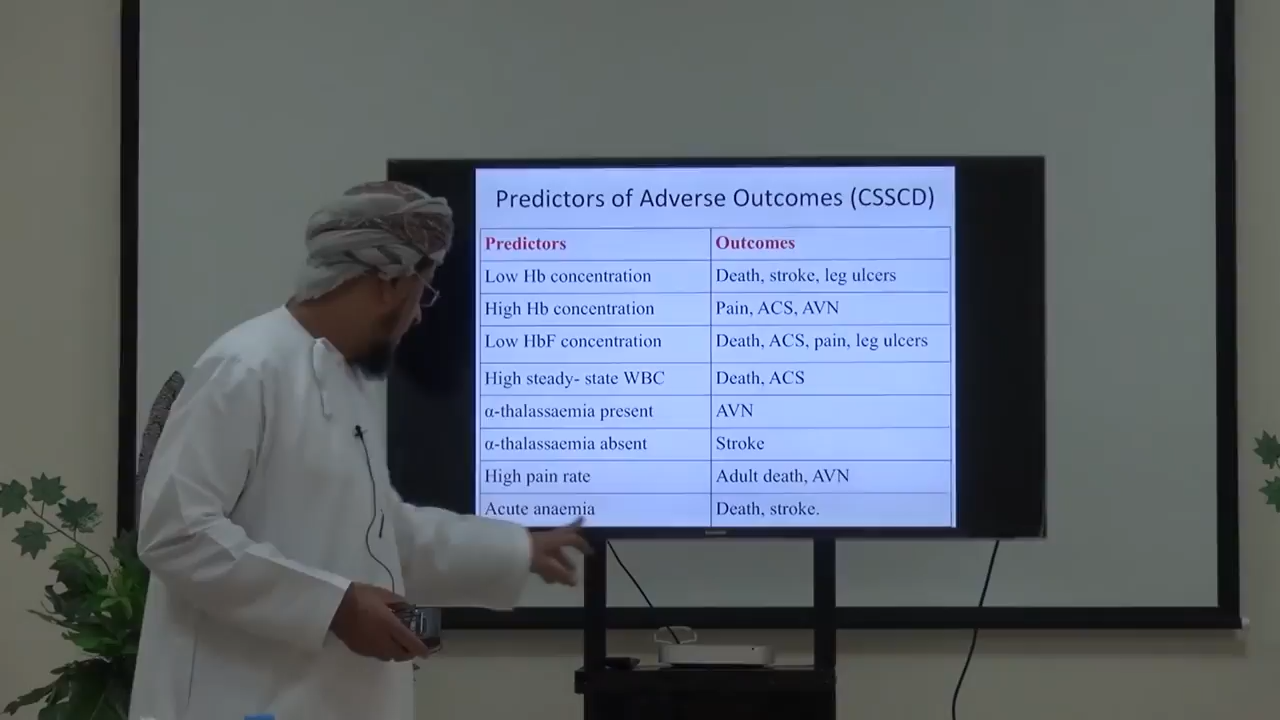 Predictors of Adverse Outcomes (CSSCD)
Predictors Outcomes
Low Hb concentration Death, stroke, leg ulcers
High Hb concentration Pain, ACS, AVN
Low HbF concentration Death, ACS, pain, leg ulcers
High steady- state WBC Death, ACS
α-thalassaemia present AVN
α-thalassaemia absent Stroke
High pain rate Adult death, AVN
Acute anaemia Death, stroke.